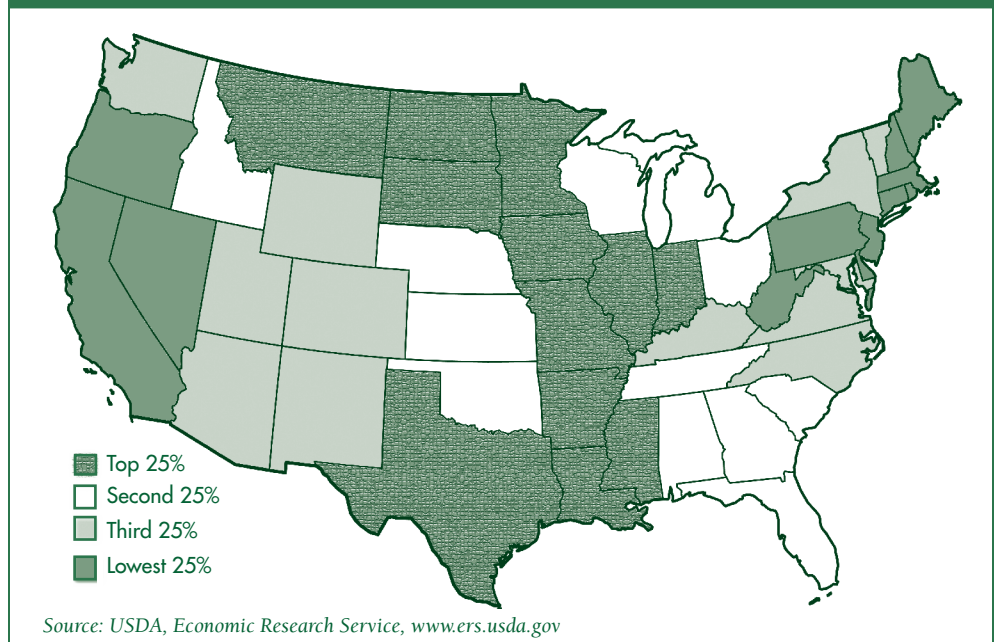 Top 25%
Second 25%
Third 25%
Lowest 25%
Source: USDA, Economic Research Service, www.ers.usda.gov